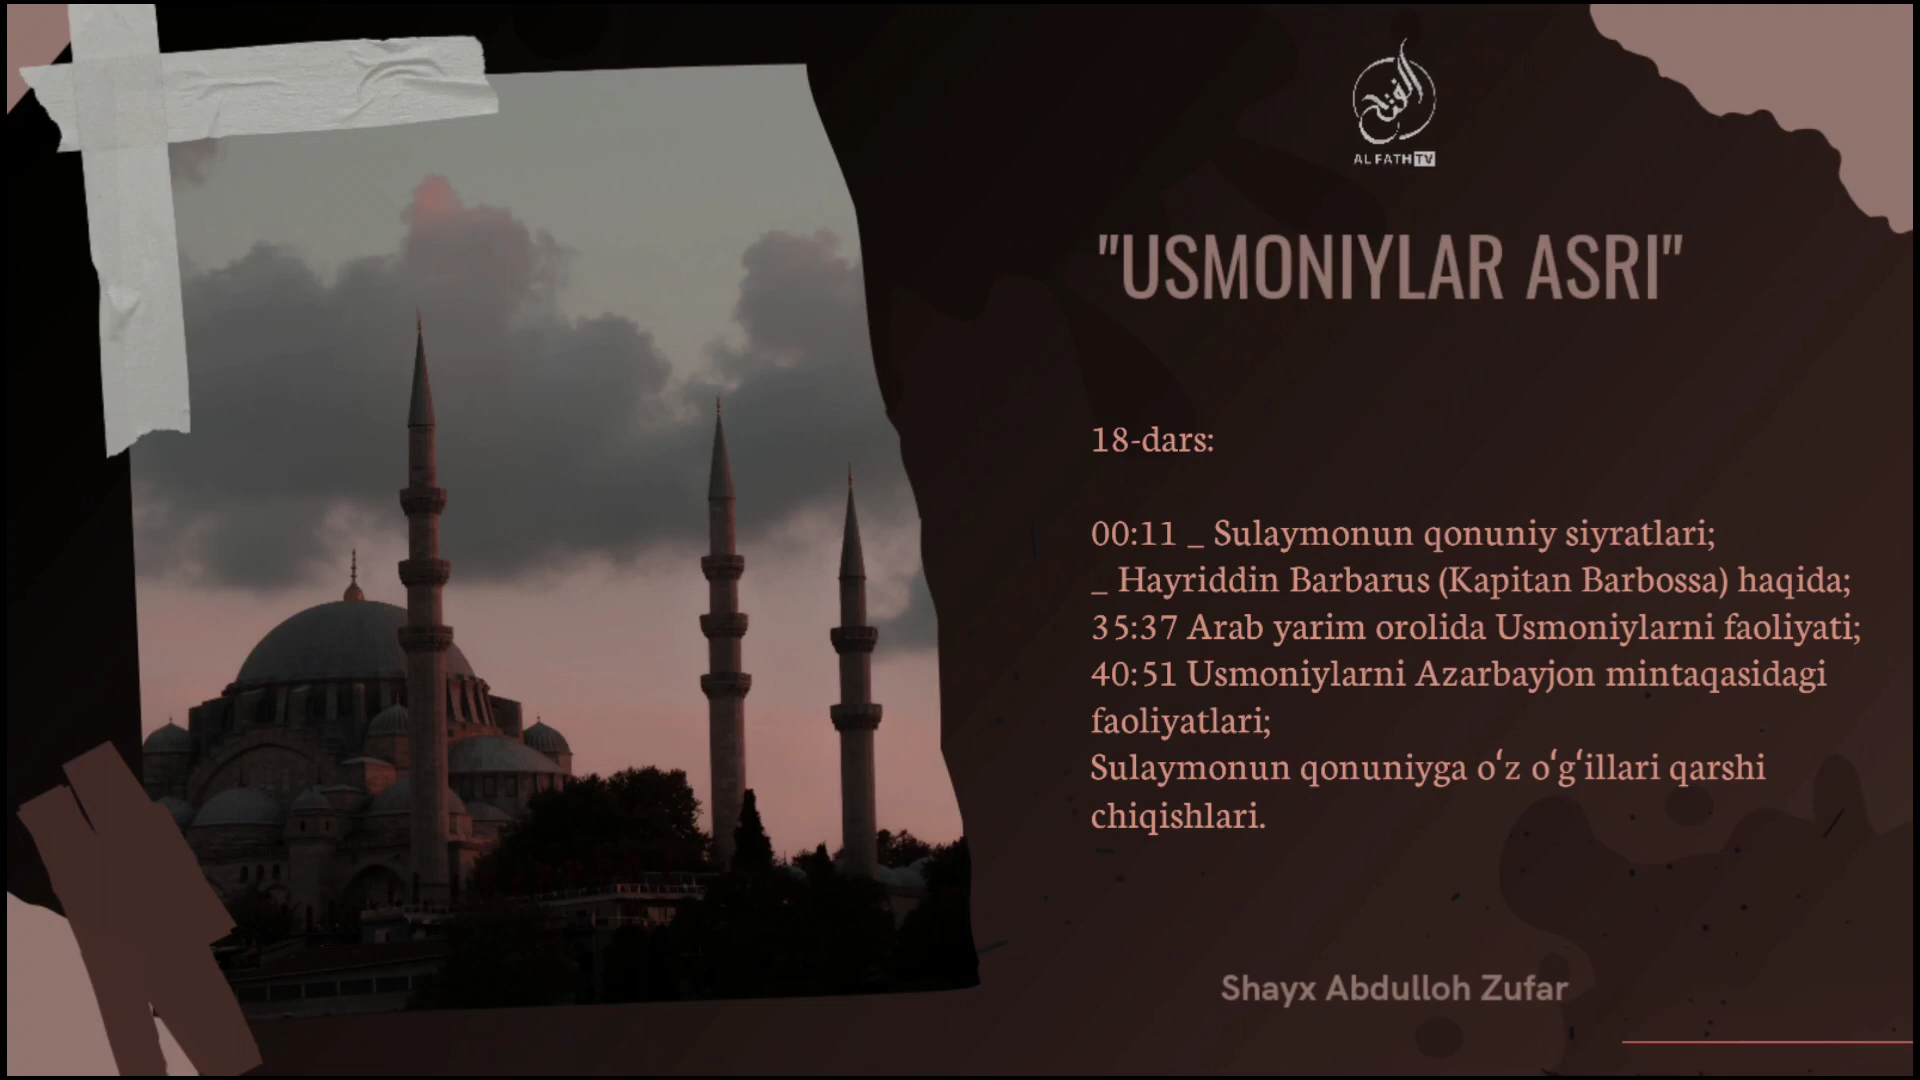 الفتح
AL FATH TV
"USMONIYLAR ASRI"
18-dars:
00:11 _ Sulaymonun qonuniy siyratlari;
_ Hayriddin Barbarus (Kapitan Barbossa) haqida;
35:37 Arab yarim orolida Usmoniylarni faoliyati;
40:51 Usmoniylarni Azarbayjon mintaqasidagi
faoliyatlari;
Sulaymonun qonuniyga oʻz oʻgʻillari qarshi
chiqishlari.
Shayx Abdulloh Zufar